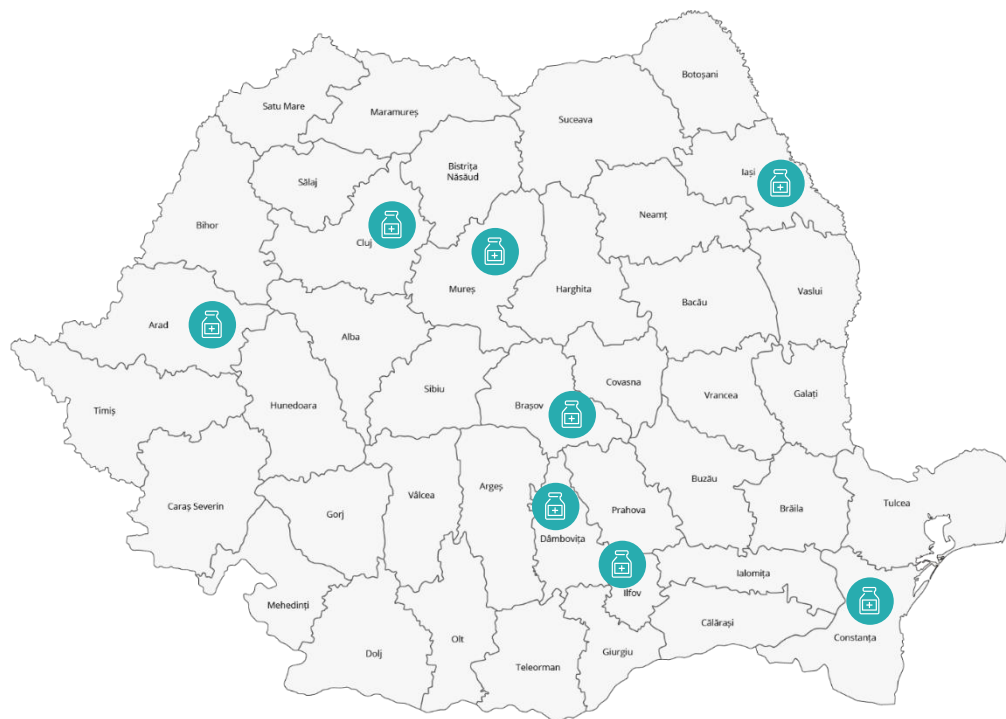 Botoșani
Satu Mare
Maramureș
Suceava
Iași
Bistrița
Năsăud
Sălaj
Neamț
Bihor
Cluj
Mureș
Harghita
Vaslui
Bacău
Arad
Alba
Covasna
Sibiu
Vrancea
Galați
Timiș
Hunedoara
Brașov
Buzău
Argeș
Vâlcea
Caraș Severin
Gorj
Prahova
Brăila
Tulcea
Dâmbovița
Ialomița
Ilfov
Mehedinți
Călărași
Constanța
Olt
Dolj
Giurgiu
Teleorman